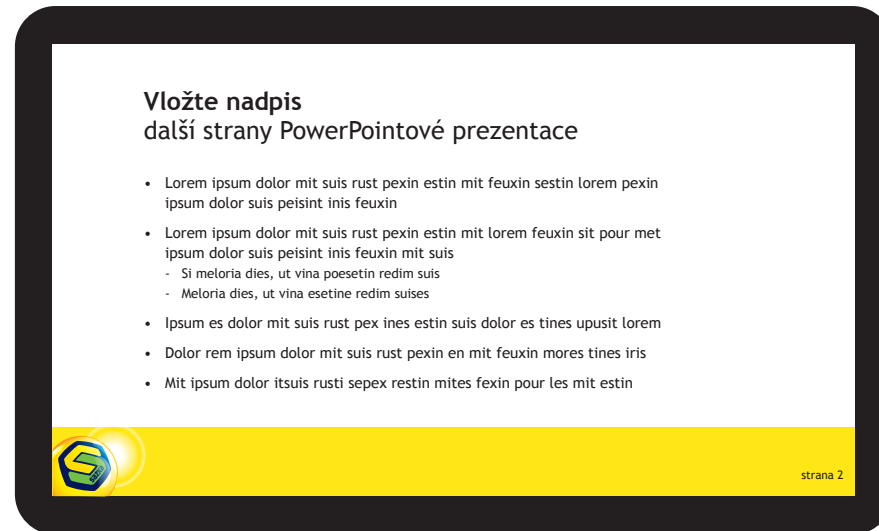 Vložte nadpis
další strany PowerPointové prezentace
• Lorem ipsum dolor mit suis rust pexin estin mit feuxin sestin lorem pexin
ipsum dolor suis peisint inis feuxin
• Lorem ipsum dolor mit suis rust pexin estin mit lorem feuxin sit pour met
ipsum dolor suis peisint inis feuxin mit suis
- Si meloria dies, ut vina poesetin redim suis
- Meloria dies, ut vina esetine redim suises
• Ipsum es dolor mit suis rust pex ines estin suis dolor es tines upusit lorem
• Dolor rem ipsum dolor mit suis rust pexin en mit feuxin mores tines iris
• Mit ipsum dolor itsuis rusti sepex restin mites fexin pour les mit estin
strana 2